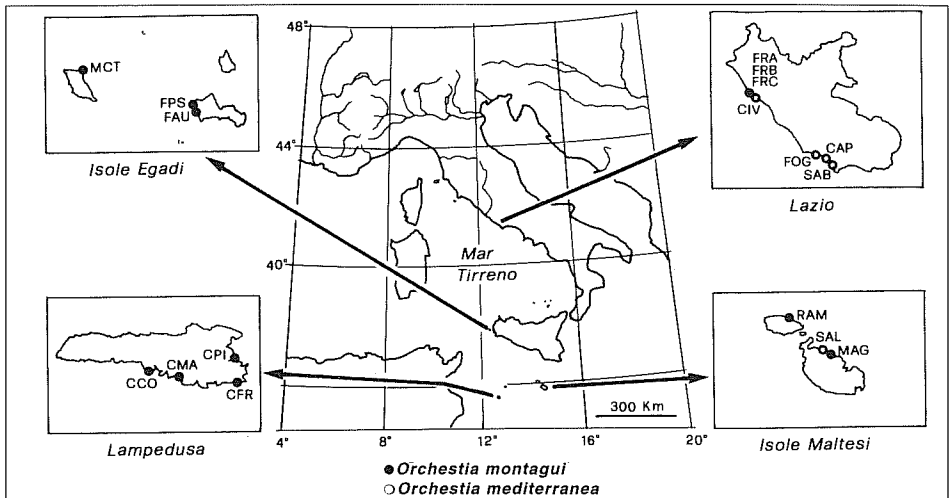 48°
44°
40°
4°
8°
12°
16°
20°
Mar
Tirreno
300 Km
MCT
FPS
FAU
Isole Egadi
FRA
FRB
FRC
CIV
FOG
CAP
SAB
Lazio
CPI
CMA
CCO
CFR
Lampedusa
RAM
SAL
MAG
Isole Maltesi
Orchestia montagui
Orchestia mediterranea